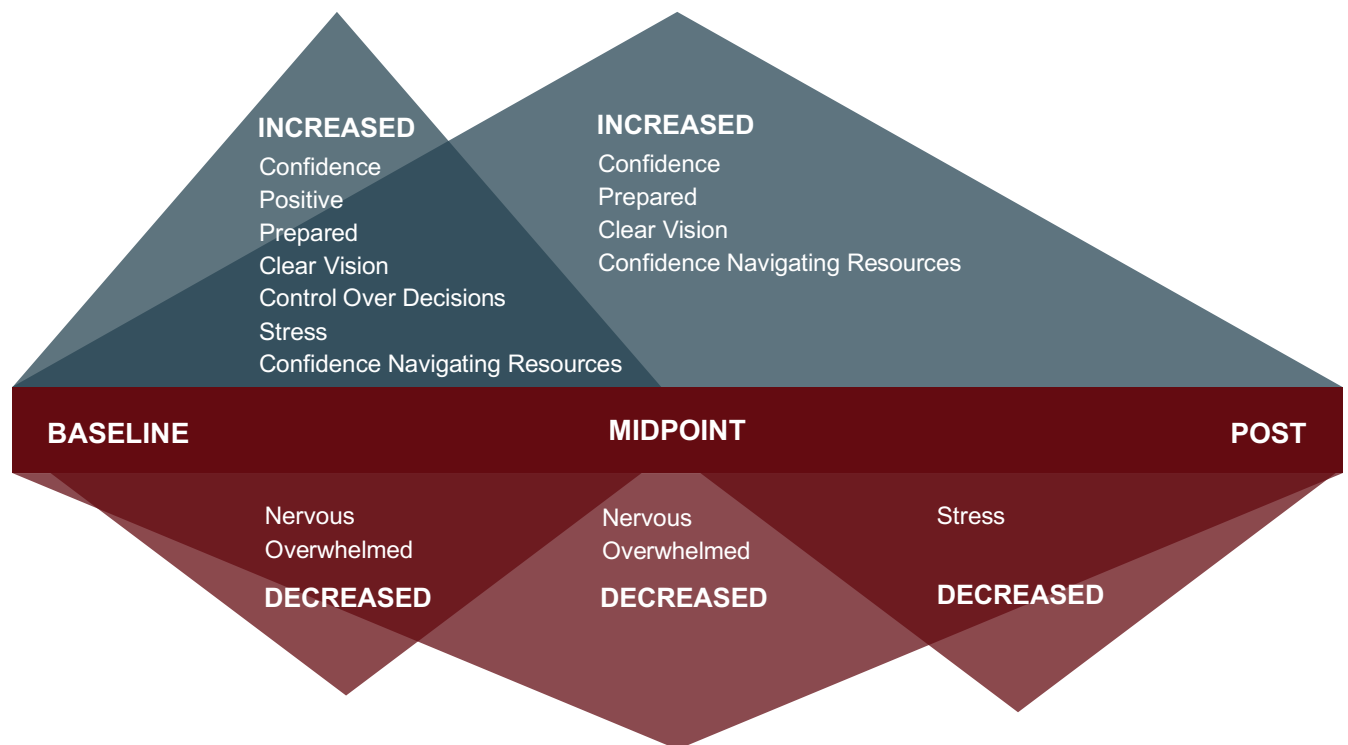 INCREASED
Confidence
Positive
Prepared
Clear Vision
Control Over Decisions
Stress
Confidence Navigating Resources
INCREASED
Confidence
Prepared
Clear Vision
Confidence Navigating Resources
BASELINE
MIDPOINT
POST
Nervous
Overwhelmed
DECREASED
Nervous
Overwhelmed
DECREASED
Stress
DECREASED